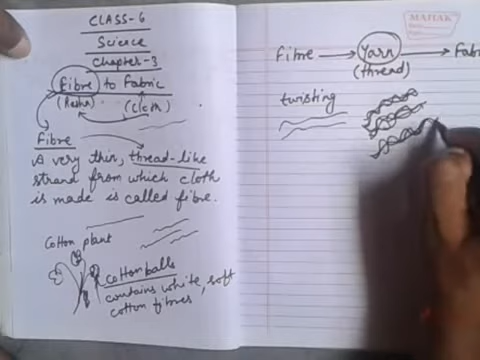 CLASS-6
Science
Chapter-3
Fibre to Fabric
(Resha) (Cloth)
Fibre
A very thin, thread-like
strand from which cloth
is made is called fibre.
Cotton plant
Cotton balls
contains white, soft
cotton fibres
MAHAK
Fibre → Yarn → Fab
(thread)
twisting